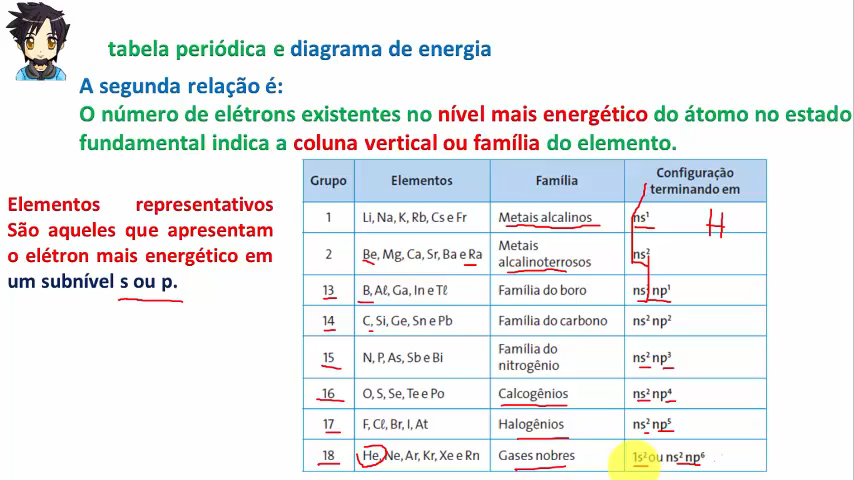 tabela periódica e diagrama de energia
A segunda relação é:
O número de elétrons existentes no nível mais energético do átomo no estado
fundamental indica a coluna vertical ou família do elemento.
Elementos representativos
São aqueles que apresentam
o elétron mais energético em
um subnível s ou p.
Grupo Elementos Família Configuração terminando em
1 Li, Na, K, Rb, Cs e Fr Metais alcalinos ns¹ H
2 Be, Mg, Ca, Sr, Ba e Ra Metais alcalinoterrosos ns²
13 B, Aℓ, Ga, In e Tℓ Família do boro ns² np¹
14 C, Si, Ge, Sn e Pb Família do carbono ns² np²
15 N, P, As, Sb e Bi Família do nitrogênio ns² np³
16 O, S, Se, Te e Po Calcogênios ns² np⁴
17 F, Cℓ, Br, I, At Halogênios ns² np⁵
18 He, Ne, Ar, Kr, Xe e Rn Gases nobres 1s² ou ns² np⁶